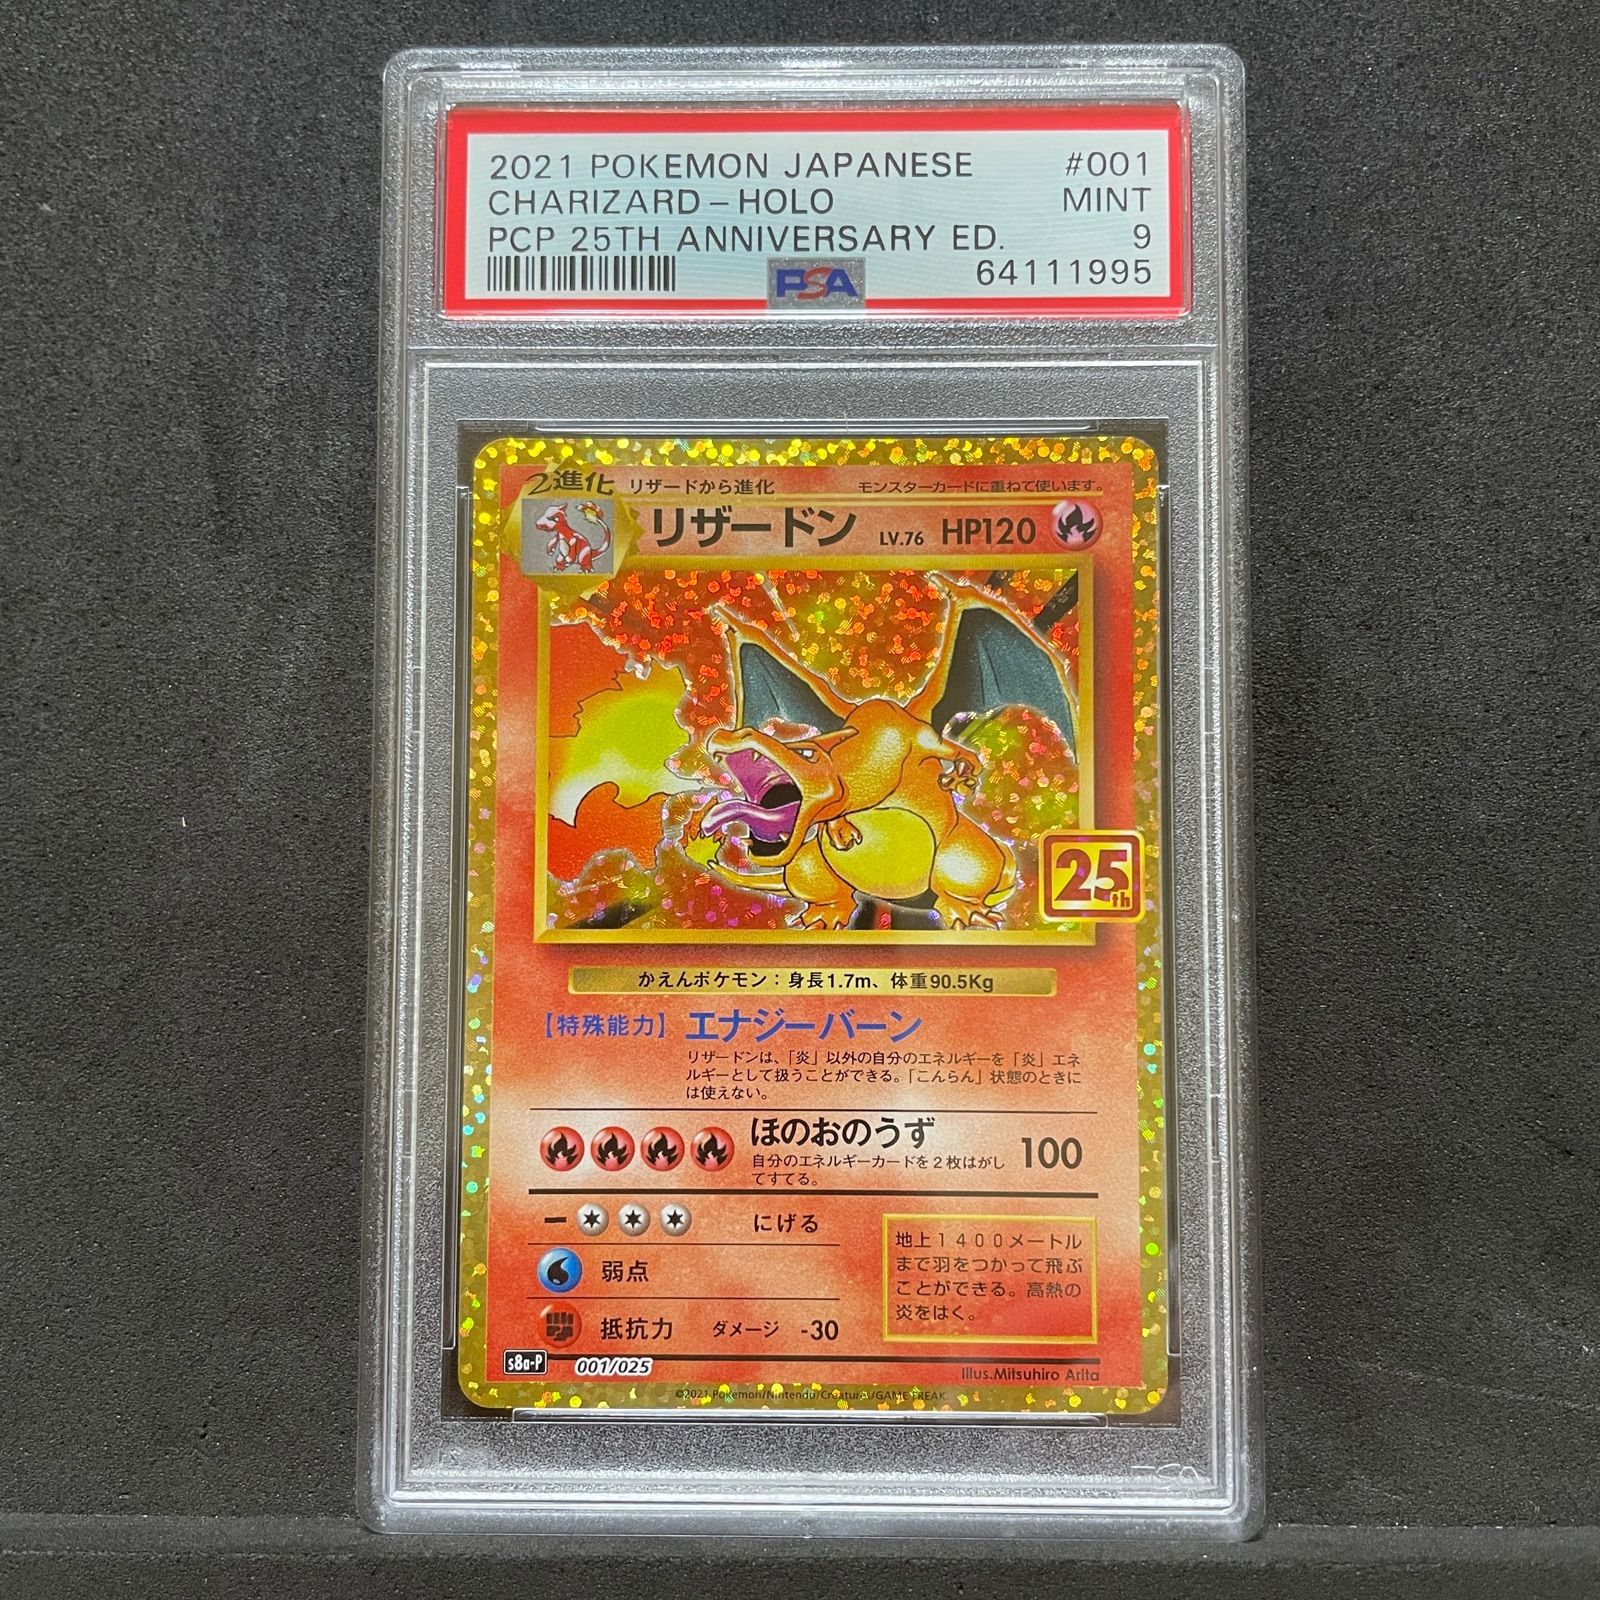 2021 POKEMON JAPANESE #001
CHARIZARD-HOLO MINT
PCP 25TH ANNIVERSARY ED. 9
PSA 64111995
2進化 リザードから進化 モンスターカードに重ねて使います。
リザードン LV.76 HP120
25th
かえんポケモン：身長1.7m、体重90.5Kg
【特殊能力】 エナジーバーン
リザードンは、「炎」以外の自分のエネルギーを「炎」エネ
ルギーとして扱うことができる。「こんらん」状態のときに
は使えない。
ほのおのうず 100
自分のエネルギーカードを2枚はがし
てすてる。
ー にげる
弱点
抵抗力 ダメージ -30
地上1400メートル
まで羽をつかって飛ぶ
ことができる。高熱の
炎をはく。
s8a-P 001/025
Illus.Mitsuhiro Arita
©2021 Pokémon/Nintendo/Creatures/GAME FREAK.
PSA